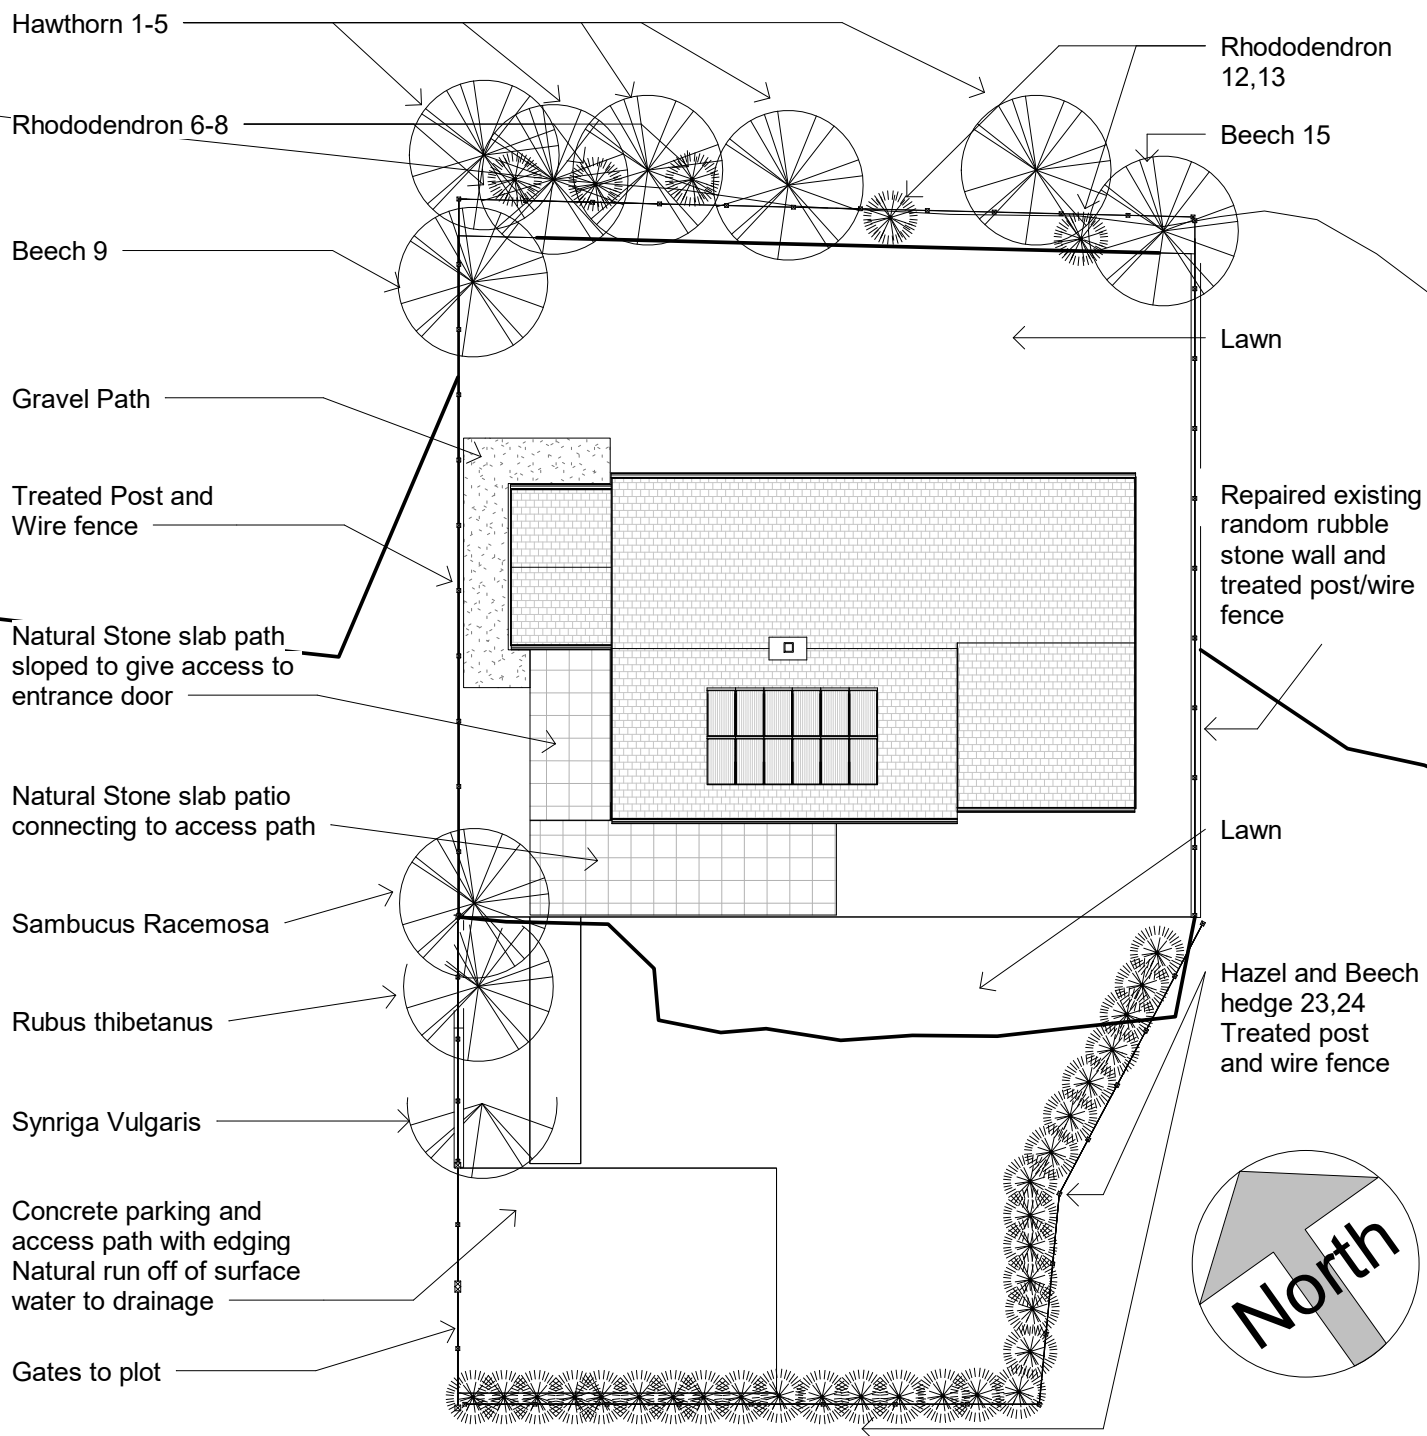 Hawthorn 1-5
Rhododendron 6-8
Beech 9
Gravel Path
Treated Post and
Wire fence
Natural Stone slab path
sloped to give access to
entrance door
Natural Stone slab patio
connecting to access path
Sambucus Racemosa
Rubus thibetanus
Synriga Vulgaris
Concrete parking and
access path with edging
Natural run off of surface
water to drainage
Gates to plot
Rhododendron
12,13
Beech 15
Lawn
Repaired existing
random rubble
stone wall and
treated post/wire
fence
Lawn
Hazel and Beech
hedge 23,24
Treated post
and wire fence
North